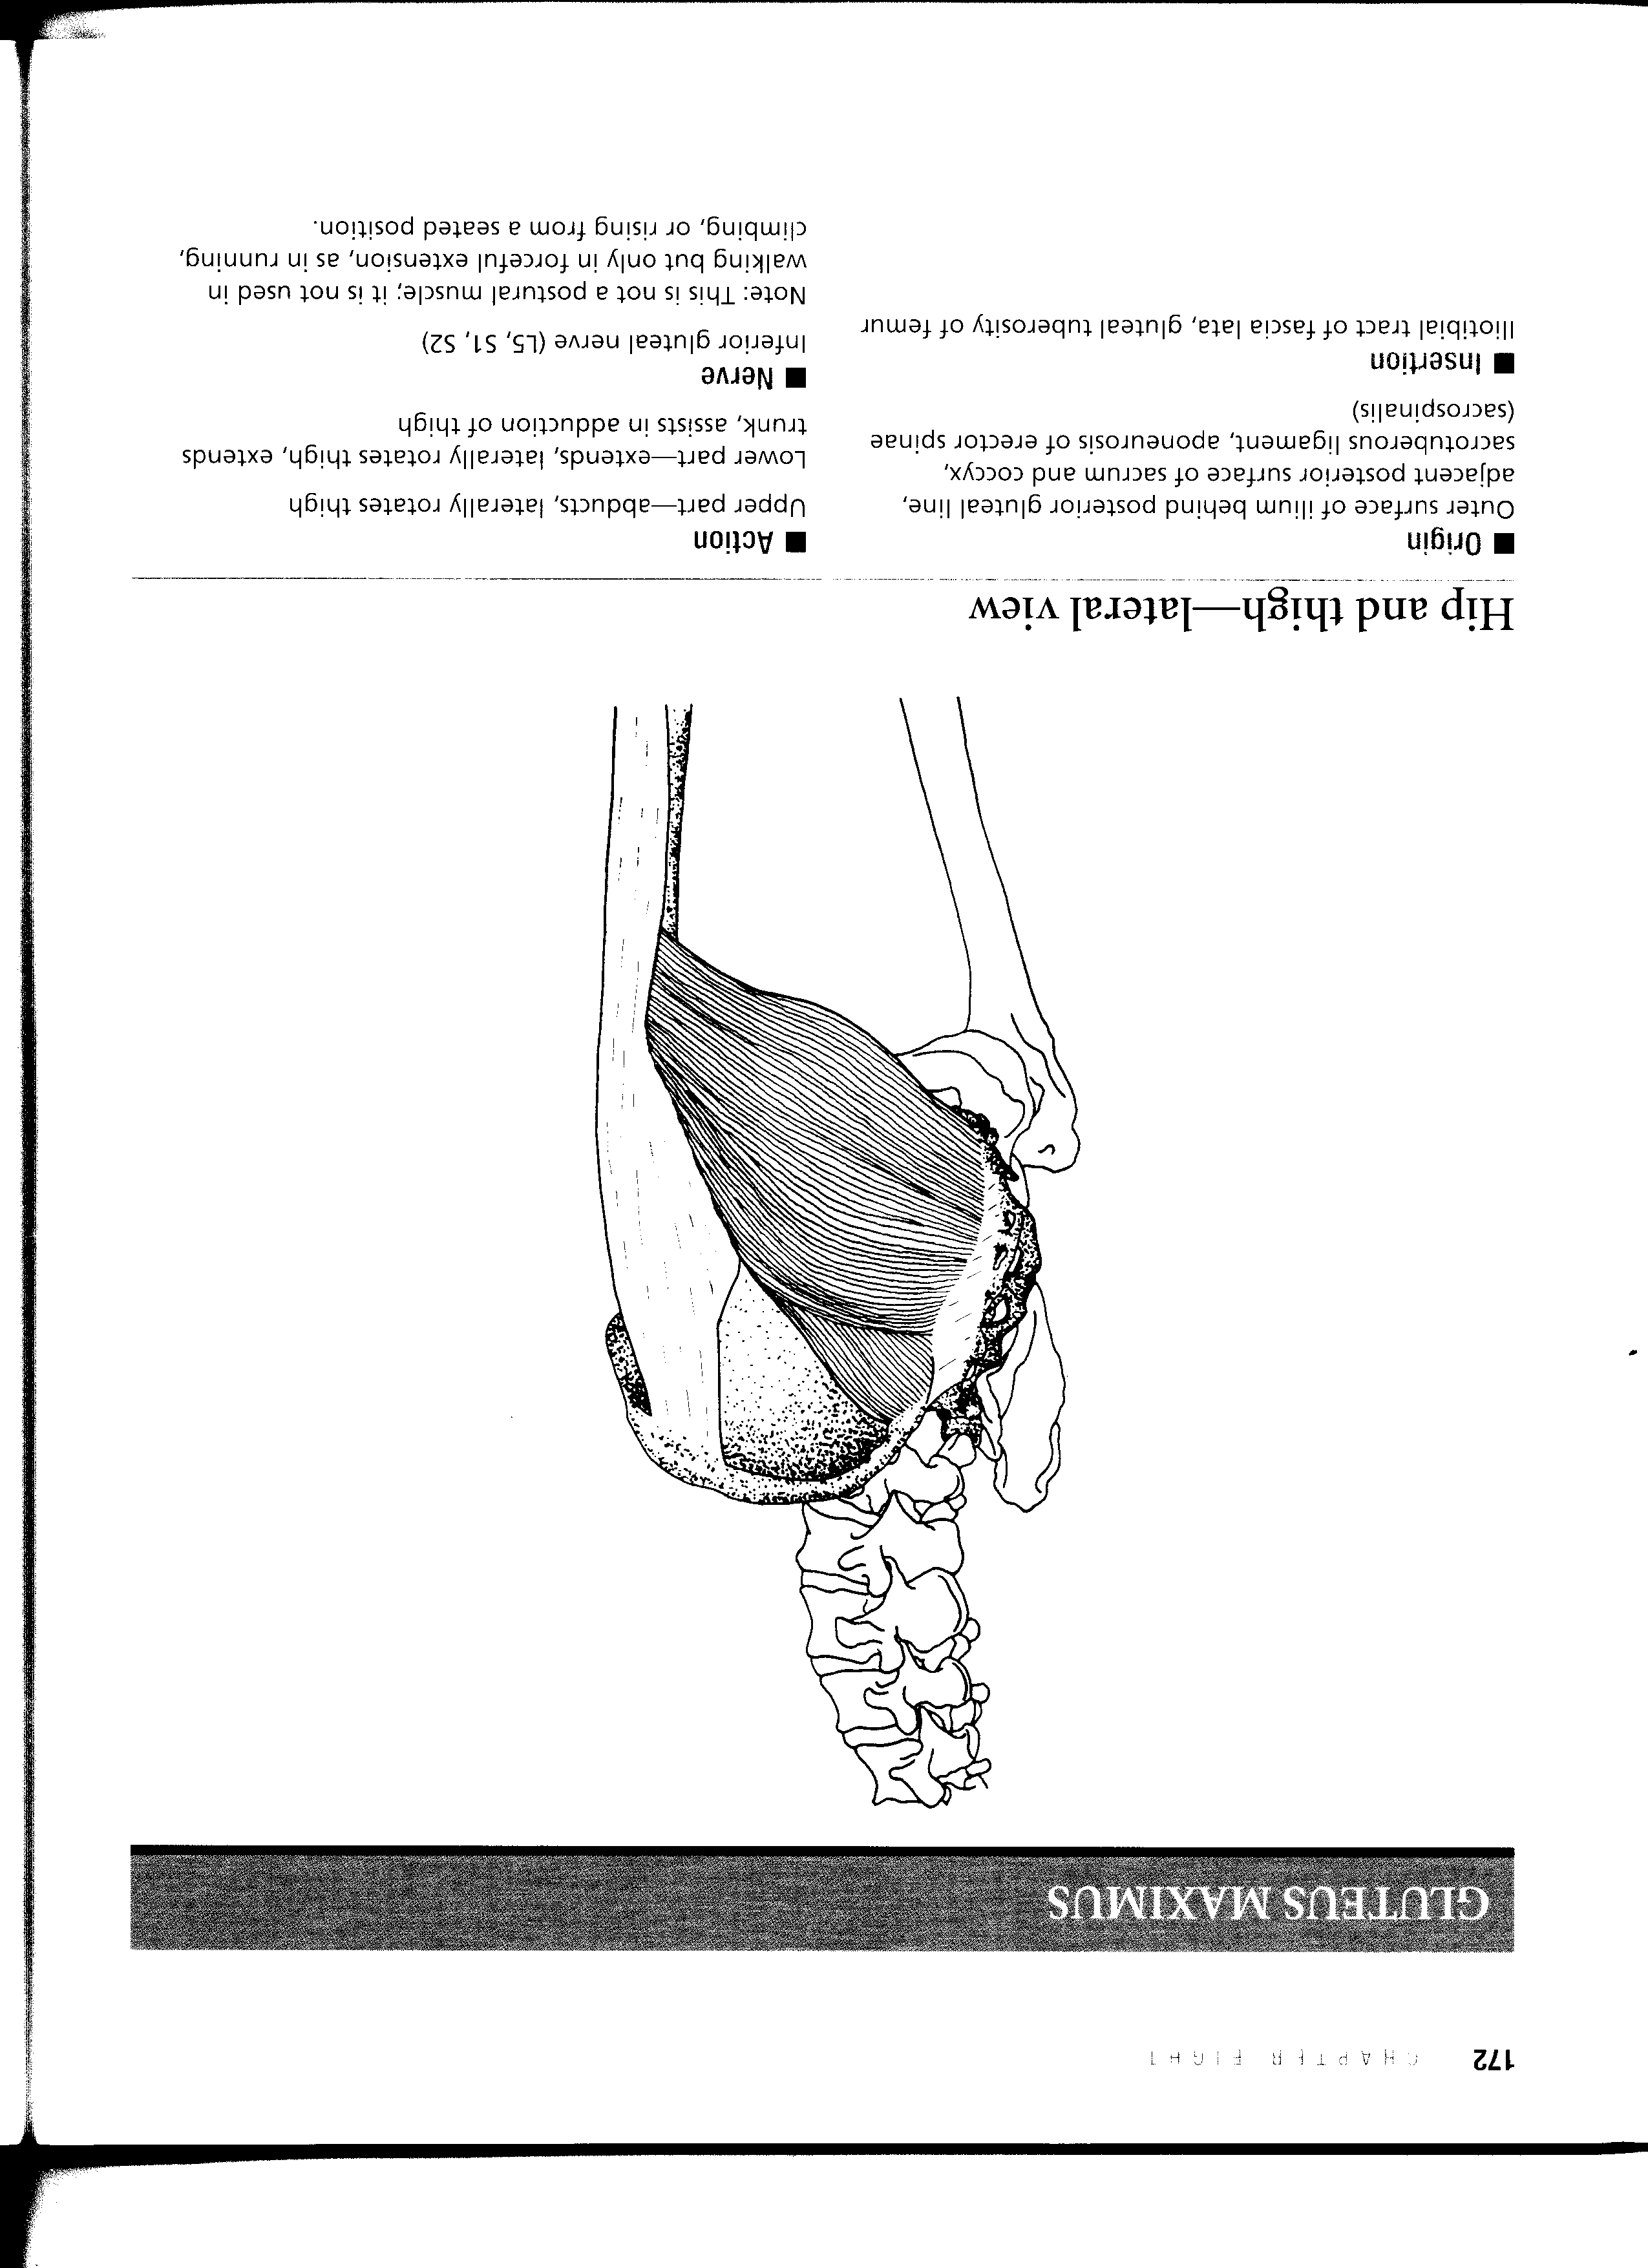 172 CHAPTER EIGHT
GLUTEUS MAXIMUS
Hip and thigh—lateral view
■ Origin
Outer surface of ilium behind posterior gluteal line,
adjacent posterior surface of sacrum and coccyx,
sacrotuberous ligament, aponeurosis of erector spinae
(sacrospinalis)
■ Insertion
Iliotibial tract of fascia lata, gluteal tuberosity of femur
■ Action
Upper part—abducts, laterally rotates thigh
Lower part—extends, laterally rotates thigh, extends
trunk, assists in adduction of thigh
■ Nerve
Inferior gluteal nerve (L5, S1, S2)
Note: This is not a postural muscle; it is not used in
walking but only in forceful extension, as in running,
climbing, or rising from a seated position.